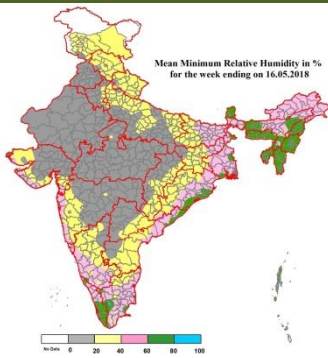 Mean Minimum Relative Humidity in %
for the week ending on 16.05.2018
No Data 0 20 40 60 80 100